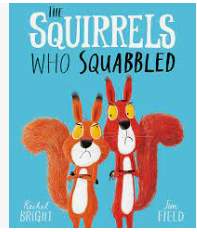 THE
SQUIRRELS
WHO SQUABBLED
Rachel
BRIGHT
Jim
FIELD